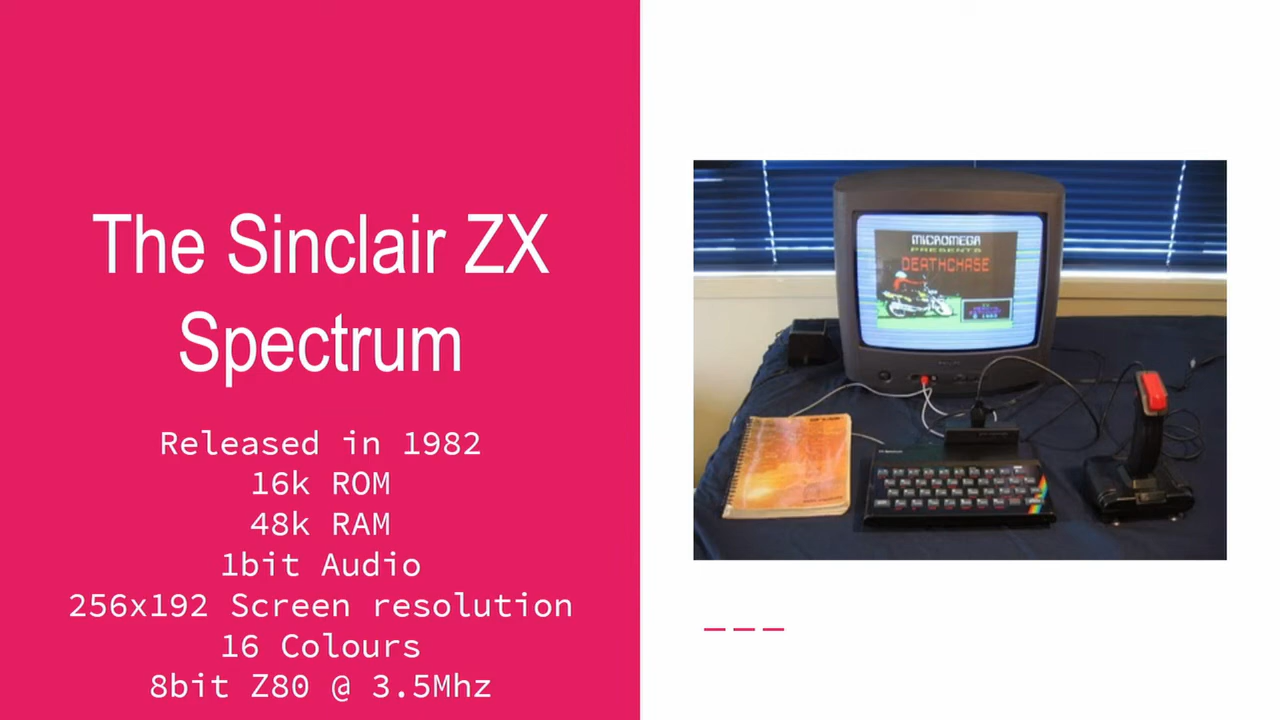 The Sinclair ZX
Spectrum
Released in 1982
16k ROM
48k RAM
1bit Audio
256x192 Screen resolution
16 Colours
8bit Z80 @ 3.5Mhz
MICROMEGA
PRESENTS
DEATHCHASE